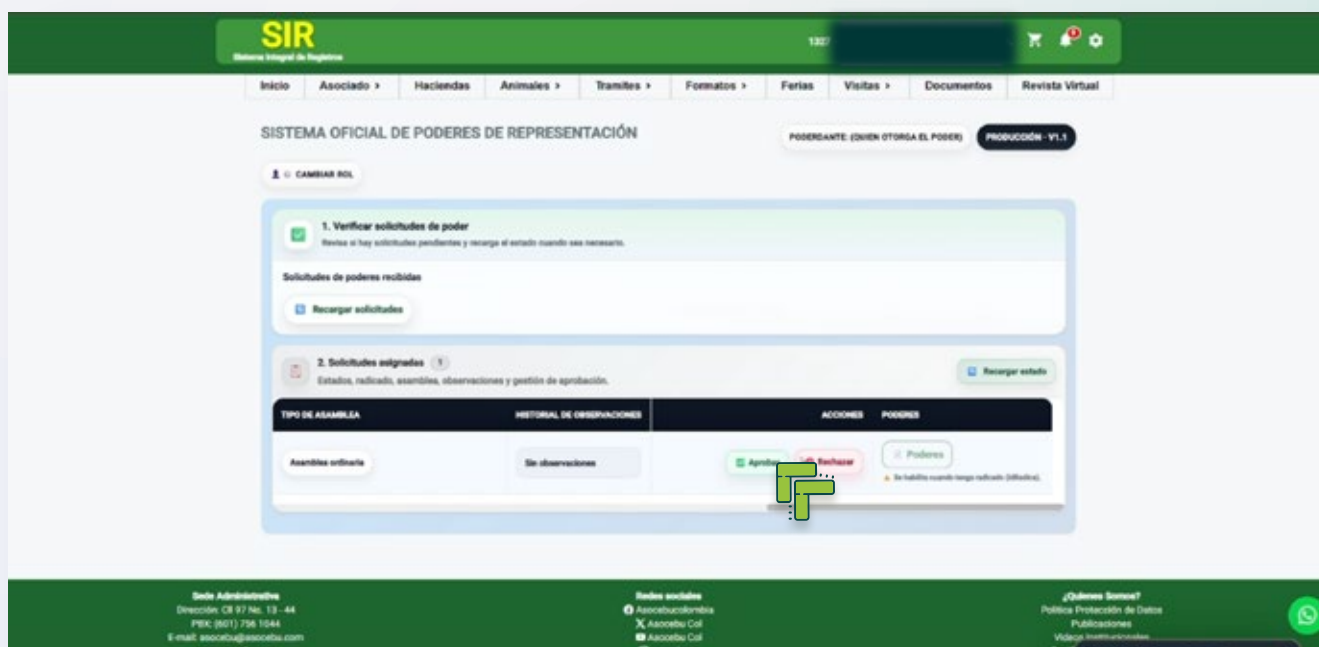 SIR
Sistema Integral de Registros
1327
Inicio
Asociado >
Haciendas
Animales >
Tramites >
Formatos >
Ferias
Visitas >
Documentos
Revista Virtual
SISTEMA OFICIAL DE PODERES DE REPRESENTACIÓN
PODERDANTE: (QUIEN OTORGA EL PODER)
PRODUCCIÓN - V1.1
CAMBIAR ROL
1. Verificar solicitudes de poder
Revisa si hay solicitudes pendientes y recarga el estado cuando sea necesario.
Solicitudes de poderes recibidas
Recargar solicitudes
2. Solicitudes asignadas 1
Estados, radicado, asamblea, observaciones y gestión de aprobación.
Recargar estado
TIPO DE ASAMBLEA
HISTORIAL DE OBSERVACIONES
ACCIONES
PODERES
Asamblea ordinaria
Sin observaciones
Aprobar
Rechazar
Poderes
Se habilita cuando tenga radicado
Sede Administrativa
Dirección: Cll 97 No. 13 - 44
PBX: (601) 756 1044
E-mail: asocebu@asocebu.com
Redes sociales
Asocebucolombia
Asocebu Col
Asocebu Col
¿Quienes Somos?
Politica Protección de Datos
Publicaciones
Videos Institucionales